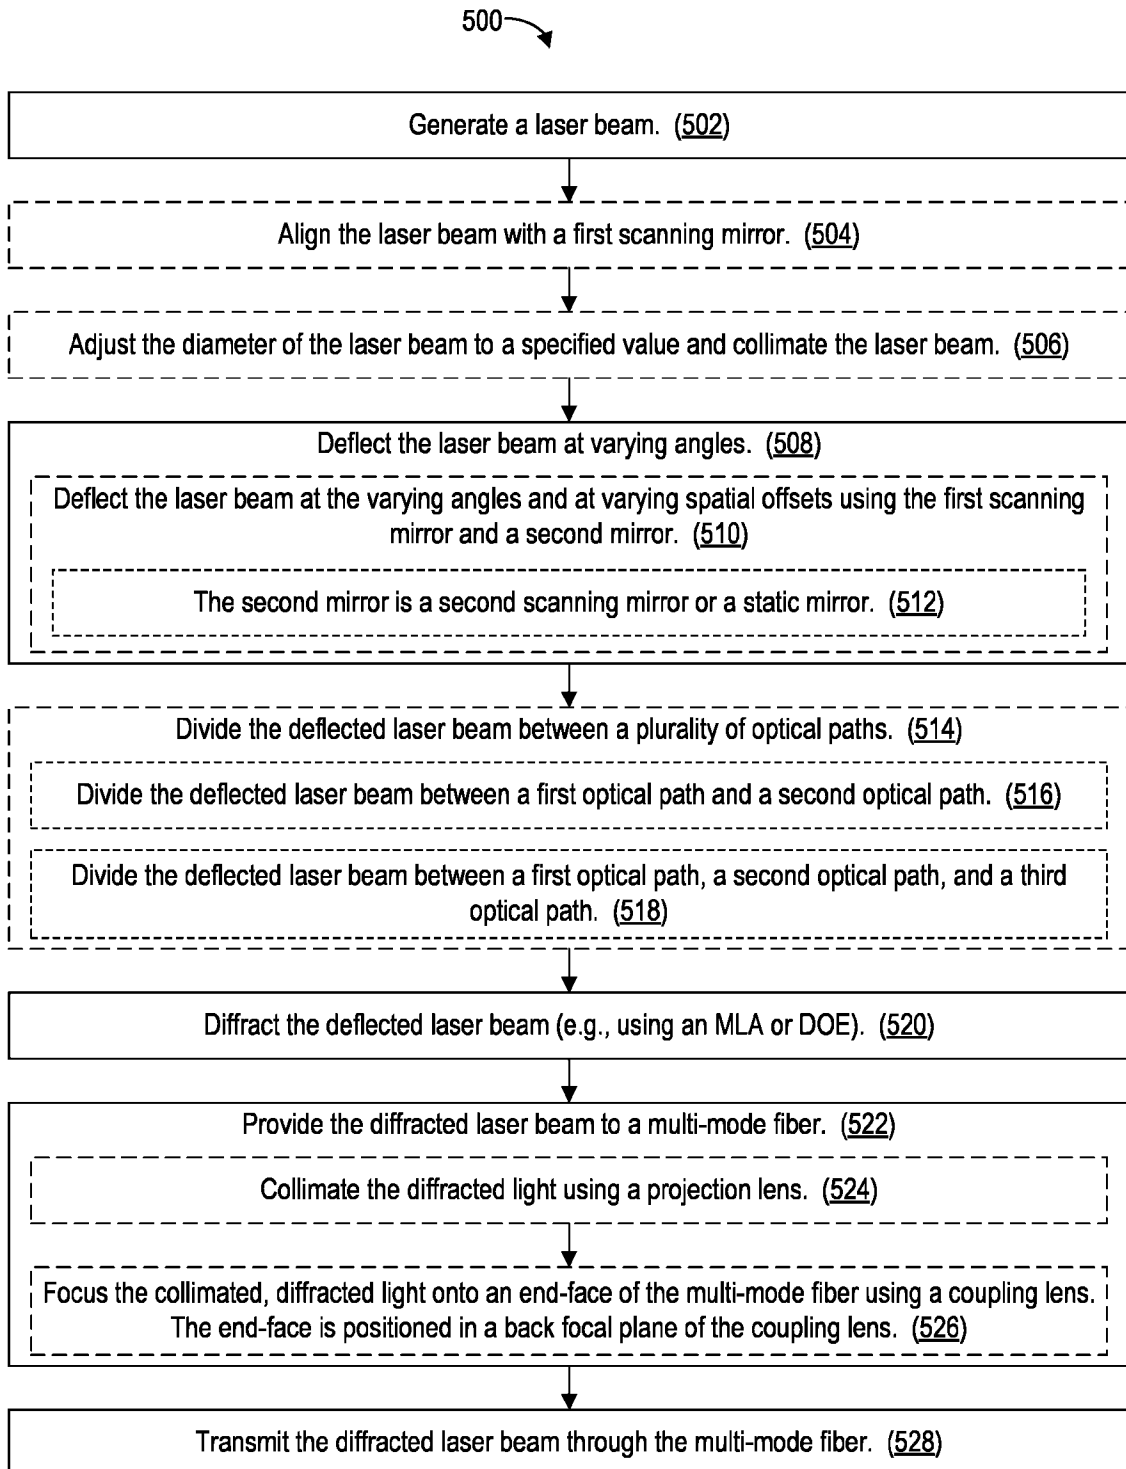 500
Generate a laser beam. (502)
Align the laser beam with a first scanning mirror. (504)
Adjust the diameter of the laser beam to a specified value and collimate the laser beam. (506)
Deflect the laser beam at varying angles. (508)
Deflect the laser beam at the varying angles and at varying spatial offsets using the first scanning
mirror and a second mirror. (510)
The second mirror is a second scanning mirror or a static mirror. (512)
Divide the deflected laser beam between a plurality of optical paths. (514)
Divide the deflected laser beam between a first optical path and a second optical path. (516)
Divide the deflected laser beam between a first optical path, a second optical path, and a third
optical path. (518)
Diffract the deflected laser beam (e.g., using an MLA or DOE). (520)
Provide the diffracted laser beam to a multi-mode fiber. (522)
Collimate the diffracted light using a projection lens. (524)
Focus the collimated, diffracted light onto an end-face of the multi-mode fiber using a coupling lens.
The end-face is positioned in a back focal plane of the coupling lens. (526)
Transmit the diffracted laser beam through the multi-mode fiber. (528)